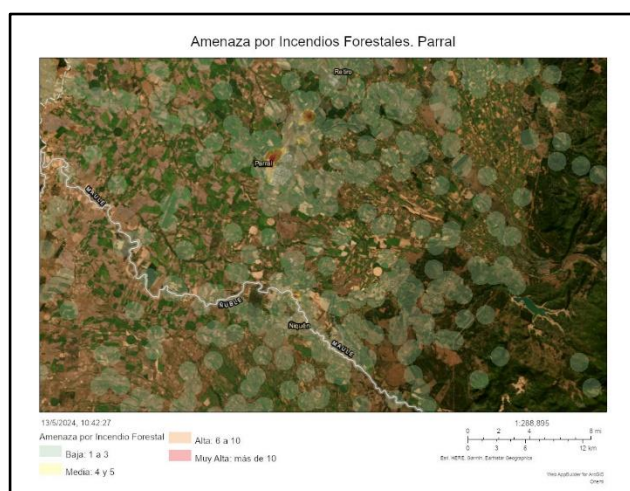 Amenaza por Incendios Forestales. Parral
Retiro
Parral
MAULE
ÑUBLE
Ñiquén
MAULE
13/5/2024, 10:42:27
Amenaza por Incendio Forestal
Baja: 1 a 3
Media: 4 y 5
Alta: 6 a 10
Muy Alta: más de 10
1:288,895
0 2 4 8 mi
0 3 6 12 km
Esri, HERE, Garmin, Earthstar Geographics
Web AppBuilder for ArcGIS
Onemi